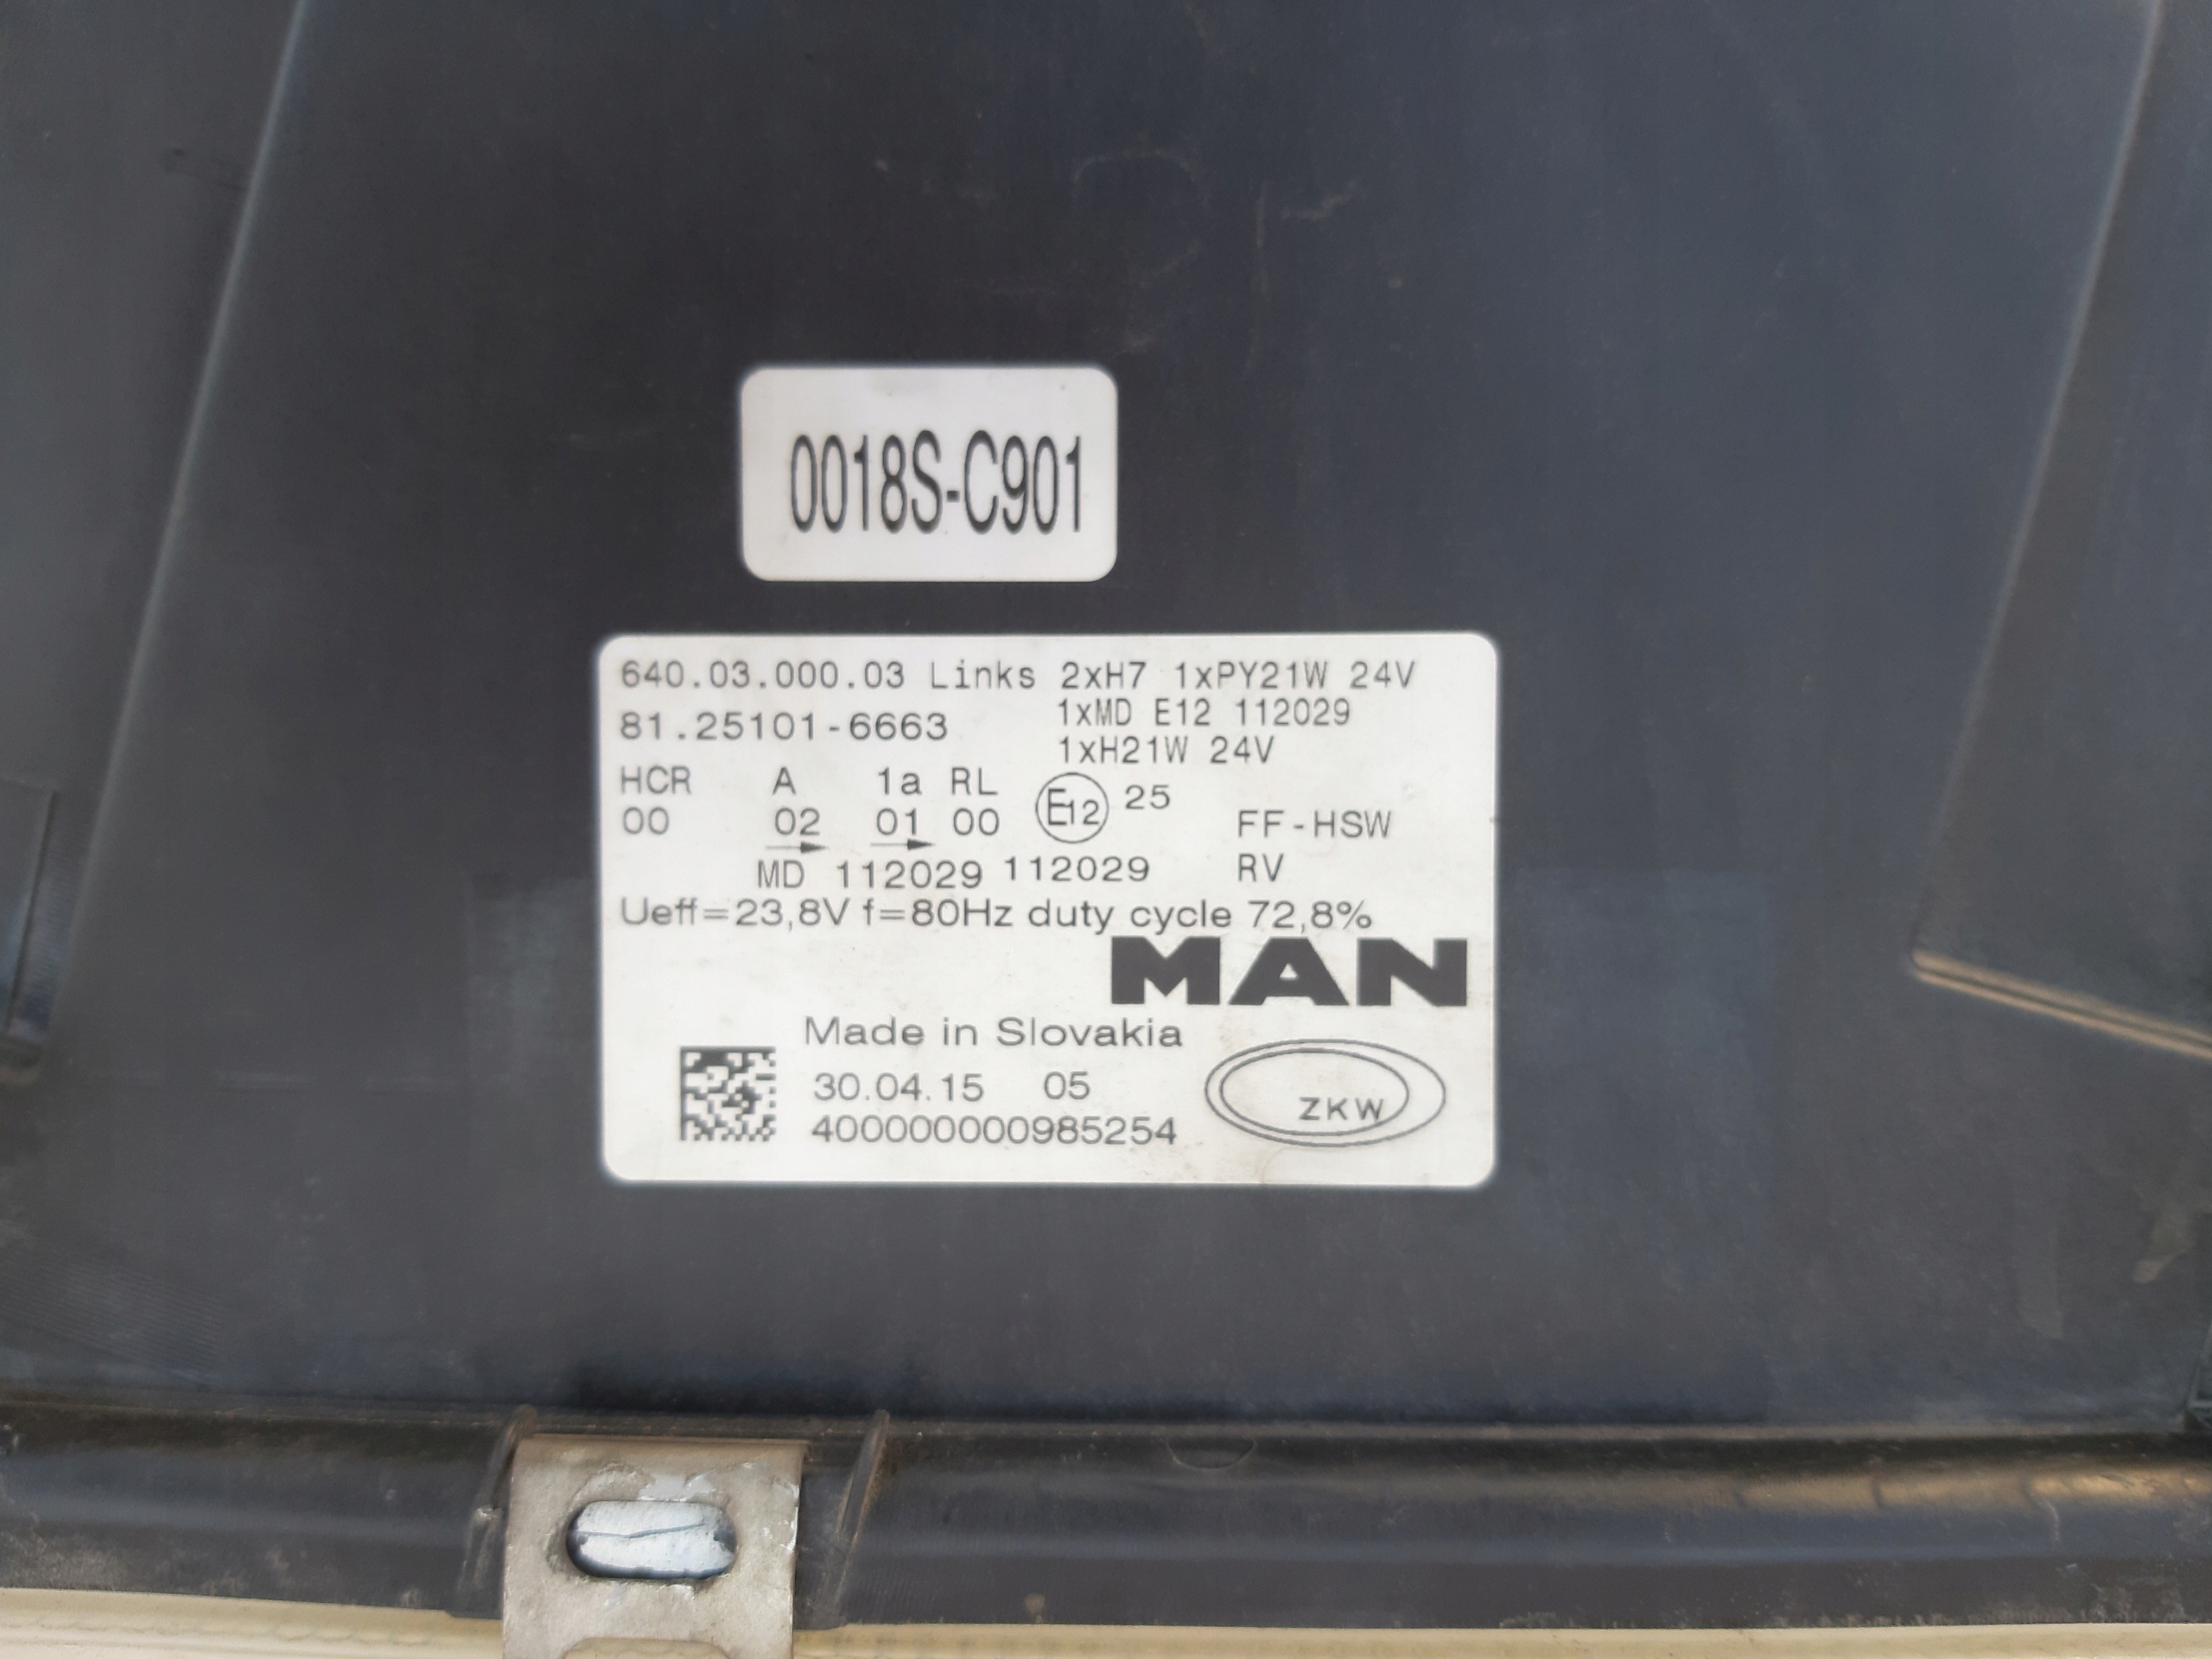 0018S-C901
640.03.000.03 Links 2xH7 1xPY21W 24V
81.25101-6663 1xMD E12 112029
1xH21W 24V
HCR A 1a RL
00 02 01 00 E12 25 FF-HSW
MD 112029 112029 RV
Ueff=23,8V f=80Hz duty cycle 72,8%
MAN
Made in Slovakia
30.04.15 05
400000000985254
ZKW